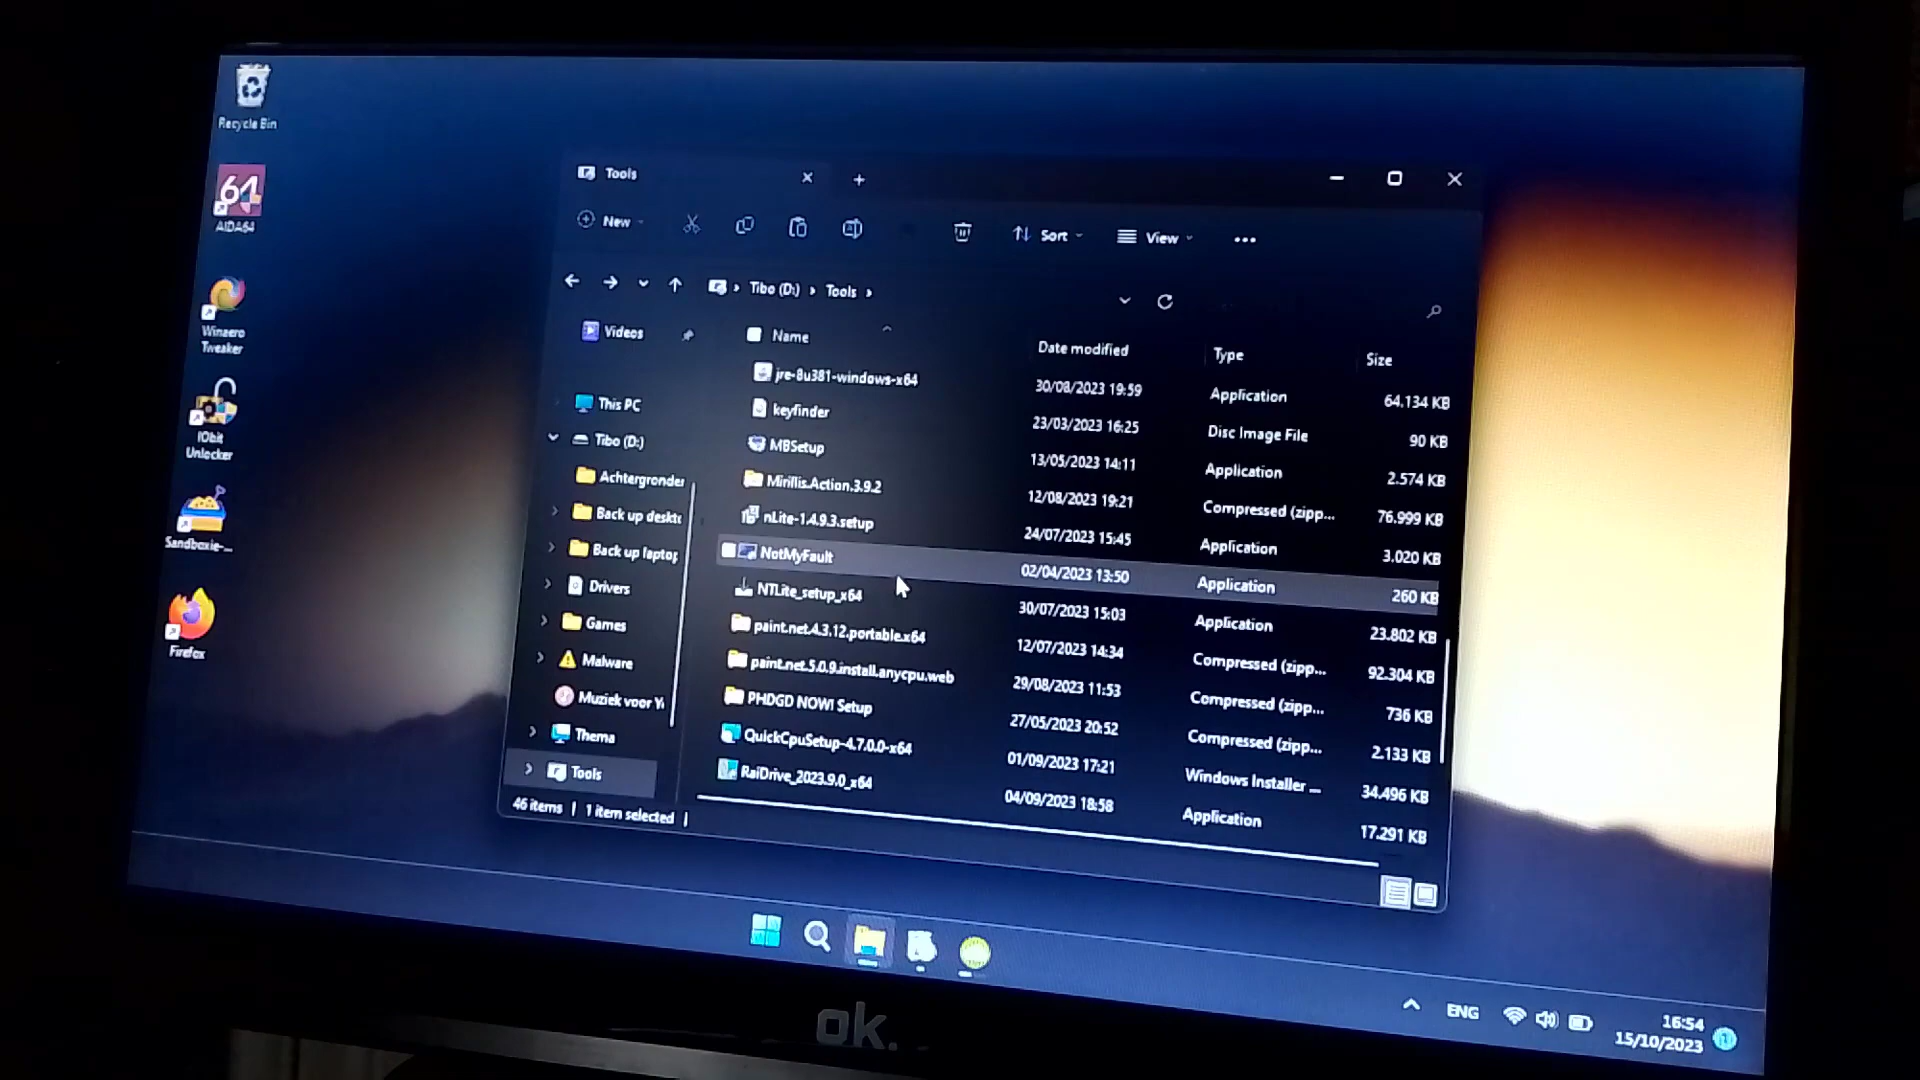 Recycle Bin
AIDA64
Winaero
Tweaker
IObit
Unlocker
Sandboxie-...
Firefox
Tools
New
Sort
View
Tibo (D:)
Tools
Videos
This PC
Tibo (D:)
Achtergronde
Back up deskt
Back up laptop
Drivers
Games
Malware
Muziek voor Y
Thema
Tools
Name Date modified Type Size
jre-8u381-windows-x64 30/08/2023 19:59 Application 64.134 KB
keyfinder 23/03/2023 16:25 Disc Image File 90 KB
MBSetup 13/05/2023 14:11 Application 2.574 KB
Mirillis.Action.3.9.2 12/08/2023 19:21 Compressed (zipp... 76.999 KB
nLite-1.4.9.3.setup 24/07/2023 15:45 Application 3.020 KB
NotMyFault 02/04/2023 13:50 Application 260 KB
NTLite_setup_x64 30/07/2023 15:03 Application 23.802 KB
paint.net.4.3.12.portable.x64 12/07/2023 14:34 Compressed (zipp... 92.304 KB
paint.net.5.0.9.install.anycpu.web 29/08/2023 11:53 Compressed (zipp... 736 KB
PHDGD NOW! Setup 27/05/2023 20:52 Compressed (zipp... 2.133 KB
QuickCpuSetup-4.7.0.0-x64 01/09/2023 17:21 Windows Installer ... 34.496 KB
RaiDrive_2023.9.0_x64 04/09/2023 18:58 Application 17.291 KB
46 items | 1 item selected |
ENG
16:54
15/10/2023
ok.